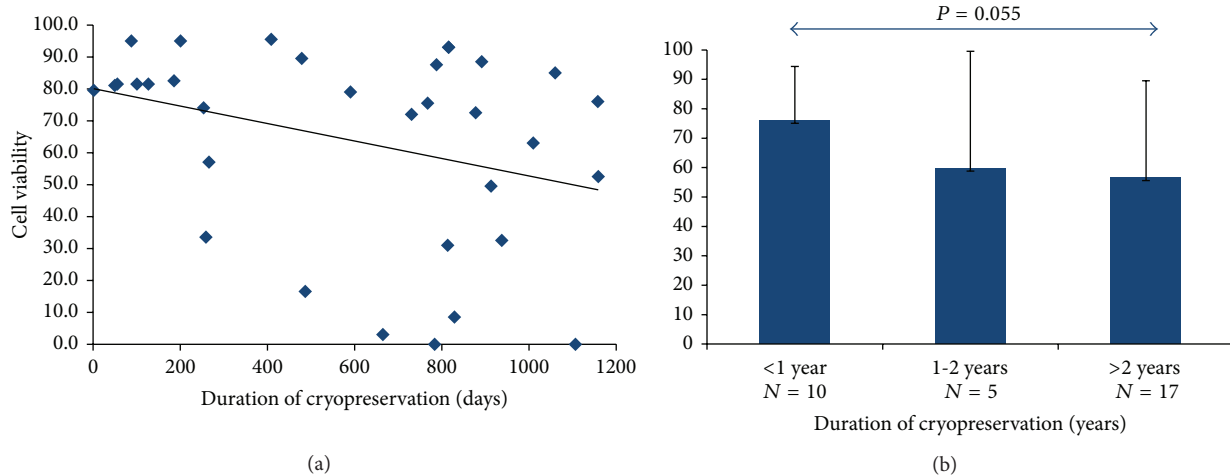 100.0
90.0
80.0
70.0
60.0
50.0
40.0
30.0
20.0
10.0
0.0
Cell viability
0 200 400 600 800 1000 1200
Duration of cryopreservation (days)
(a)
P = 0.055
100
90
80
70
60
50
40
30
20
10
0
<1 year 1-2 years >2 years
N = 10 N = 5 N = 17
Duration of cryopreservation (years)
(b)